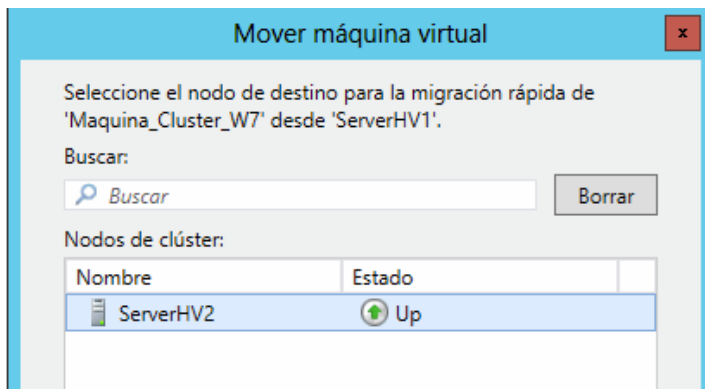 Mover máquina virtual
x
Seleccione el nodo de destino para la migración rápida de
'Maquina_Cluster_W7' desde 'ServerHV1'.
Buscar:
Buscar
Borrar
Nodos de clúster:
Nombre Estado
ServerHV2 Up